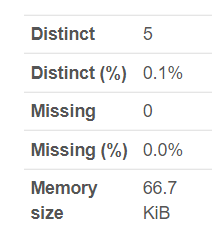 Distinct 5
Distinct (%) 0.1%
Missing 0
Missing (%) 0.0%
Memory 66.7
size KiB